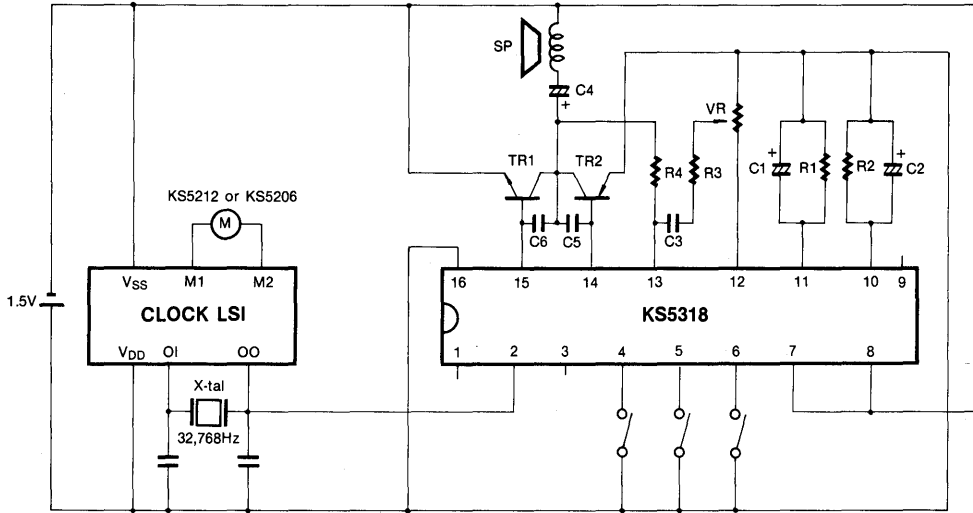 SP
C4
+
VR
TR1
TR2
R4
R3
+
C1
R1
R2
+
C2
KS5212 or KS5206
M
C6
C5
C3
1.5V
VSS
M1
M2
CLOCK LSI
VDD
OI
OO
16
15
14
13
12
11
10
9
KS5318
1
2
3
4
5
6
7
8
X-tal
32,768Hz